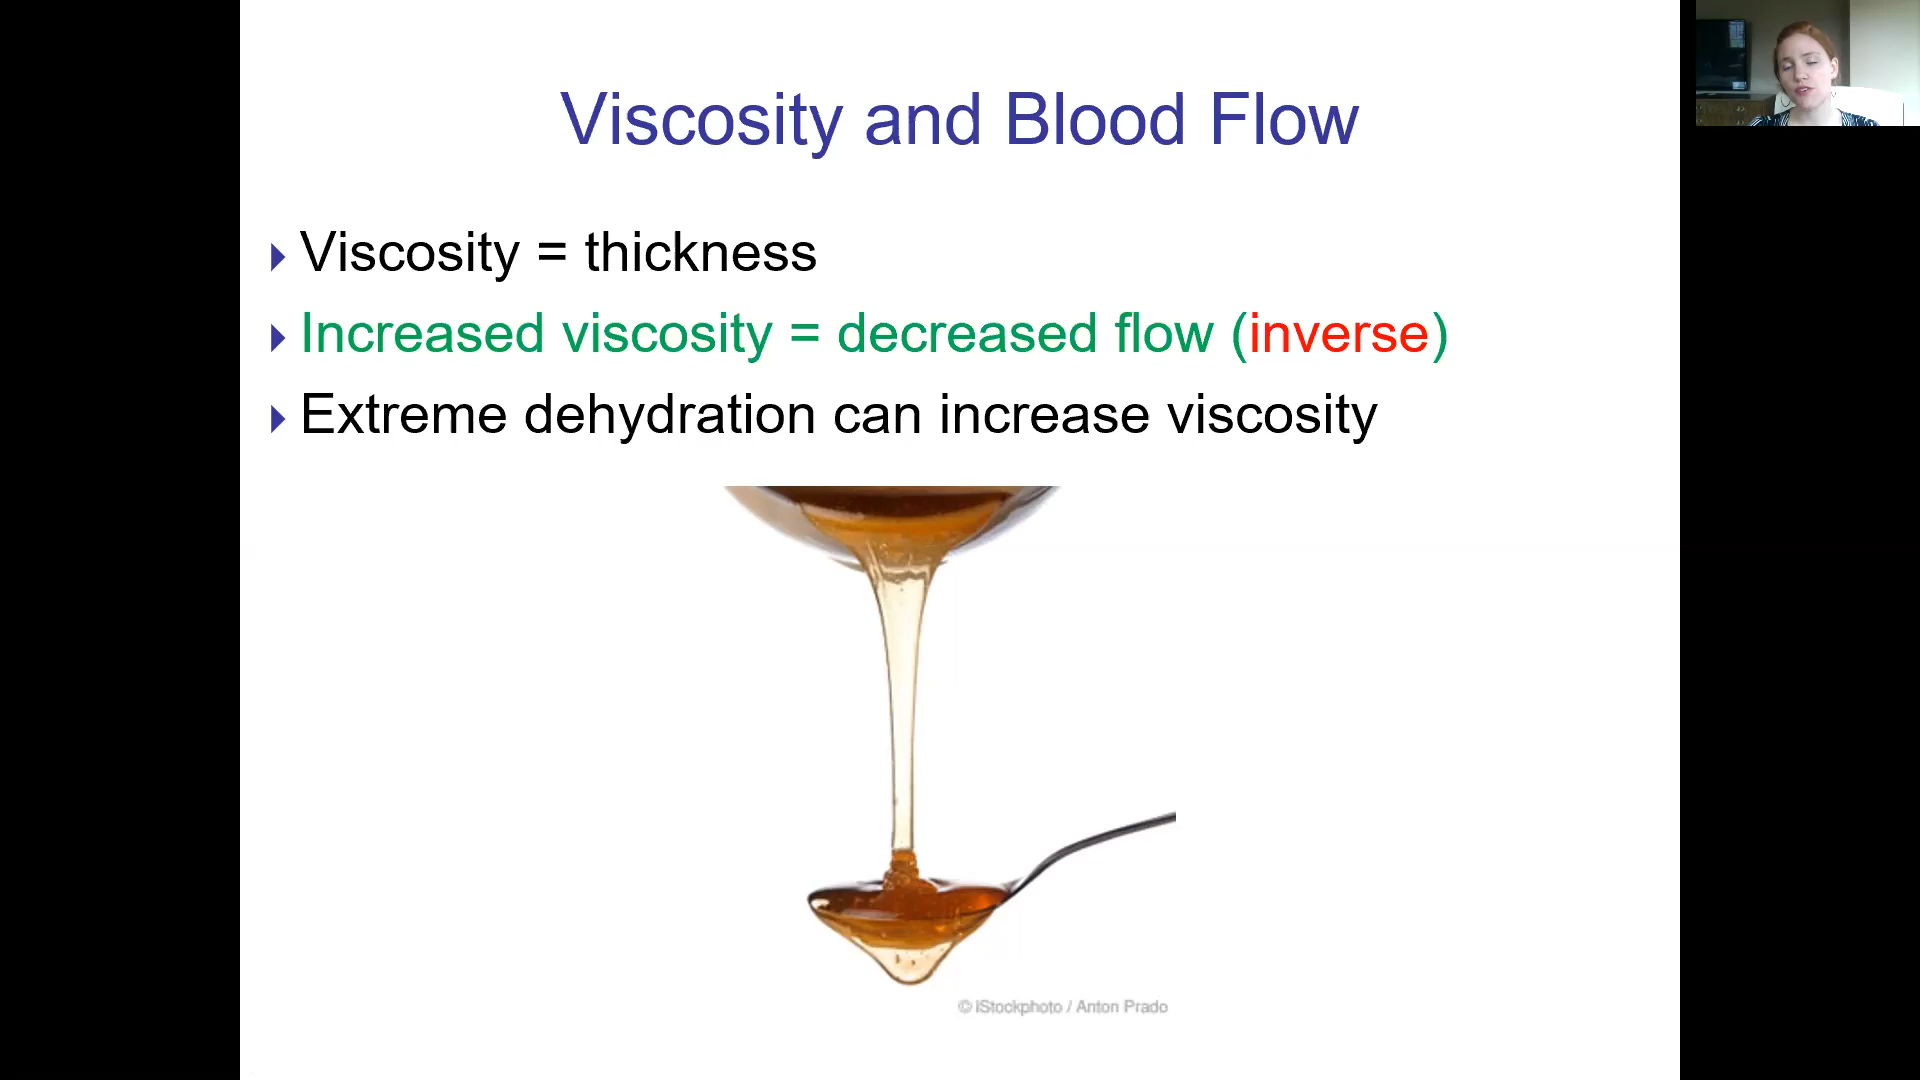 Viscosity and Blood Flow
Viscosity = thickness
Increased viscosity = decreased flow (inverse)
Extreme dehydration can increase viscosity
© iStockphoto / Anton Prado